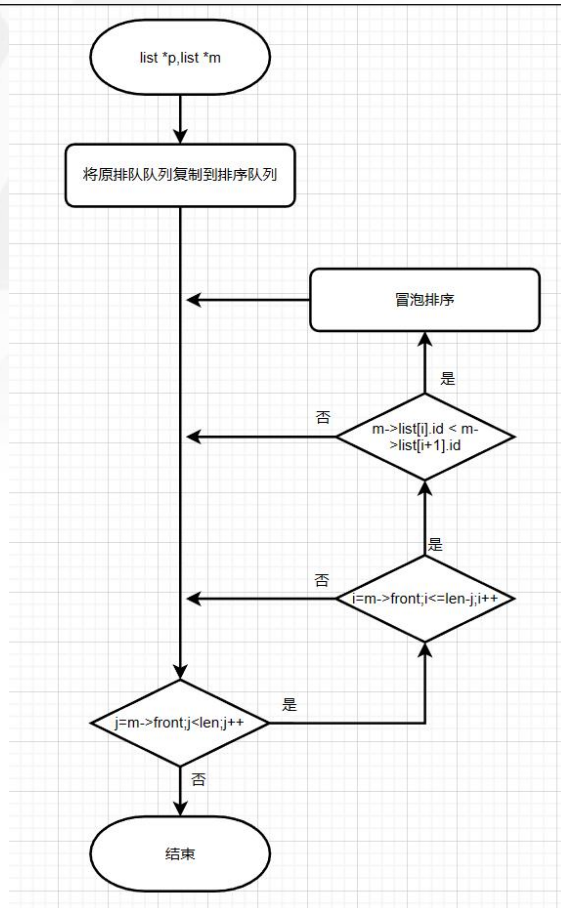 list *p,list *m
将原排队队列复制到排序队列
冒泡排序
是
否
m->list[i].id < m-
>list[i+1].id
是
否
i=m->front;i<=len-j;i++
是
j=m->front;j<len;j++
否
结束